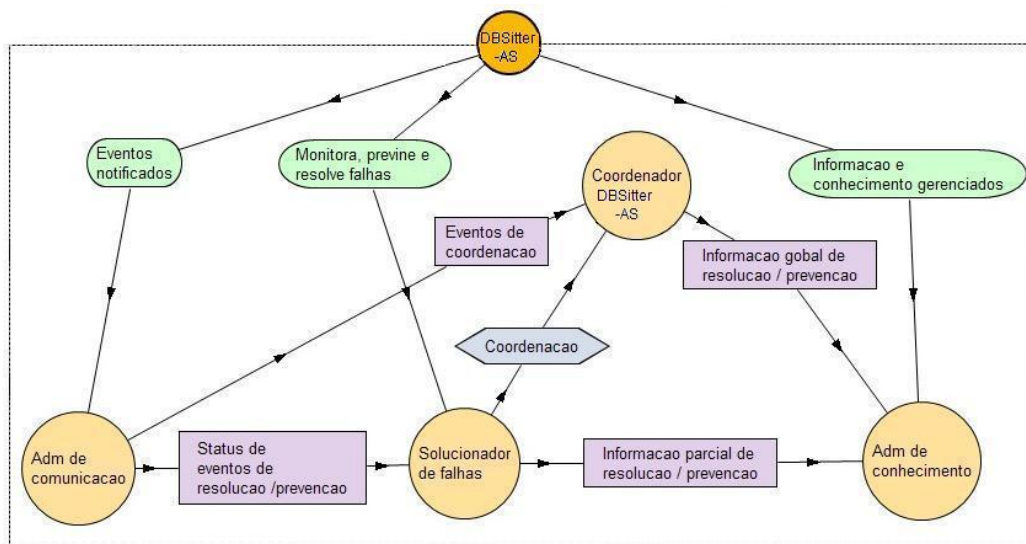 DBSitter
-AS
Eventos
notificados
Monitora, previne e
resolve falhas
Coordenador
DBSitter
-AS
Informacao e
conhecimento gerenciados
Eventos de
coordenacao
Informacao gobal de
resolucao / prevencao
Coordenacao
Adm de
comunicacao
Status de
eventos de
resolucao /prevencao
Solucionador
de falhas
Informacao parcial de
resolucao / prevencao
Adm de
conhecimento